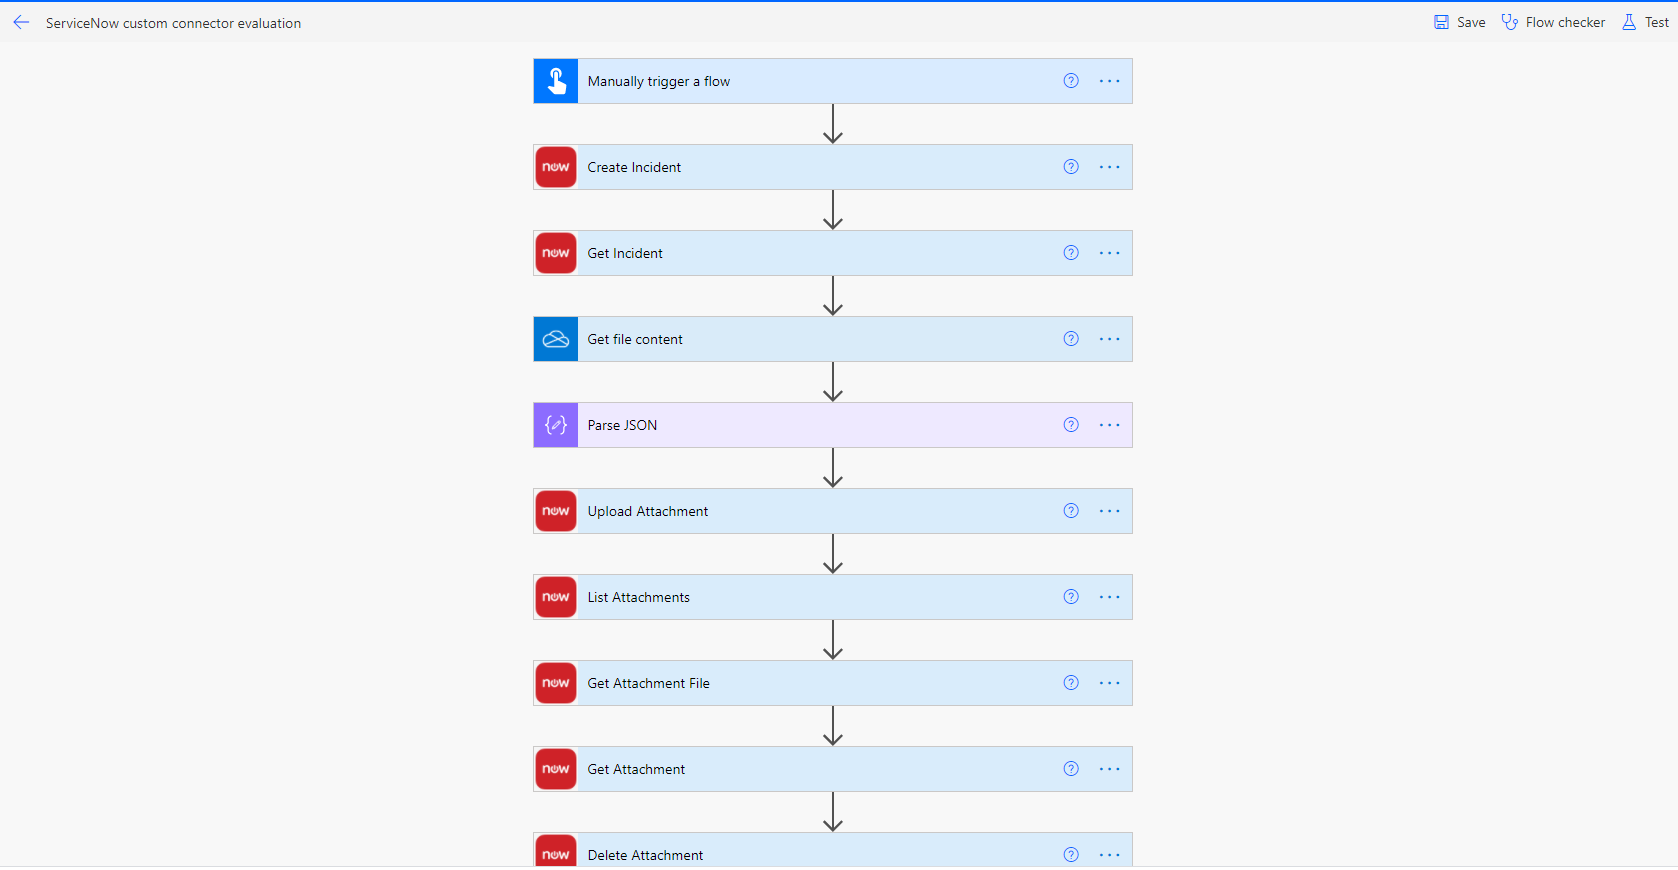 ServiceNow custom connector evaluation
Save Flow checker Test
Manually trigger a flow
now Create Incident
now Get Incident
Get file content
Parse JSON
now Upload Attachment
now List Attachments
now Get Attachment File
now Get Attachment
now Delete Attachment